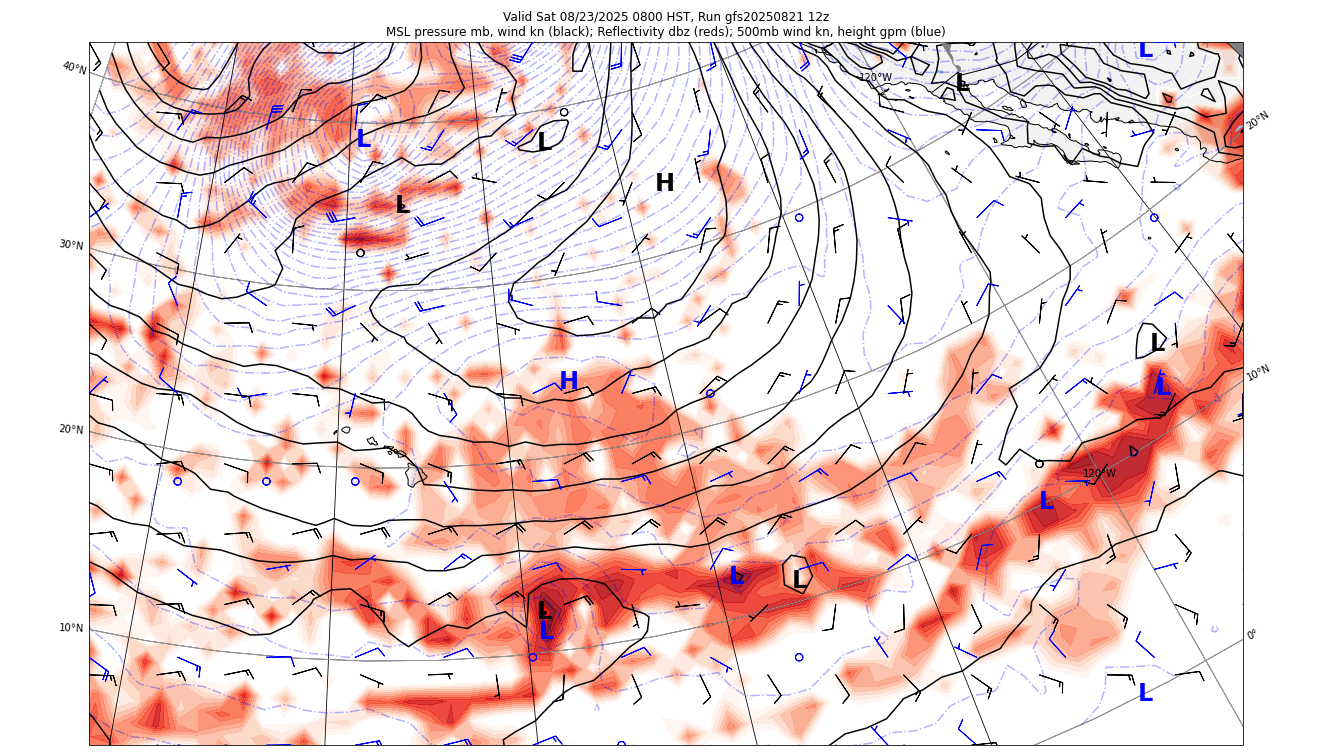 Valid Sat 08/23/2025 0800 HST, Run gfs20250821 12z
MSL pressure mb, wind kn (black); Reflectivity dbz (reds); 500mb wind kn, height gpm (blue)
L
40°N
120°W
L
20°N
L
L
H
L
30°N
L
H
L
10°N
20°N
120°W
L
L
L
L
10°N
L
0°
L